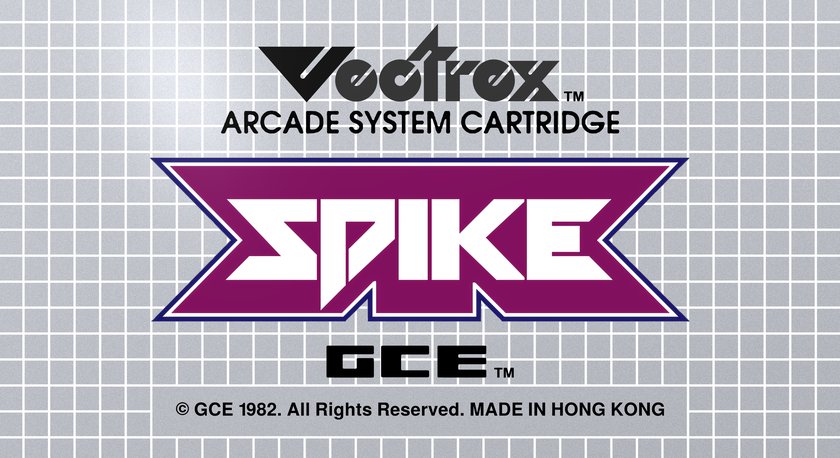 Vectrex™
ARCADE SYSTEM CARTRIDGE
SPIKE
GCE™
© GCE 1982. All Rights Reserved. MADE IN HONG KONG